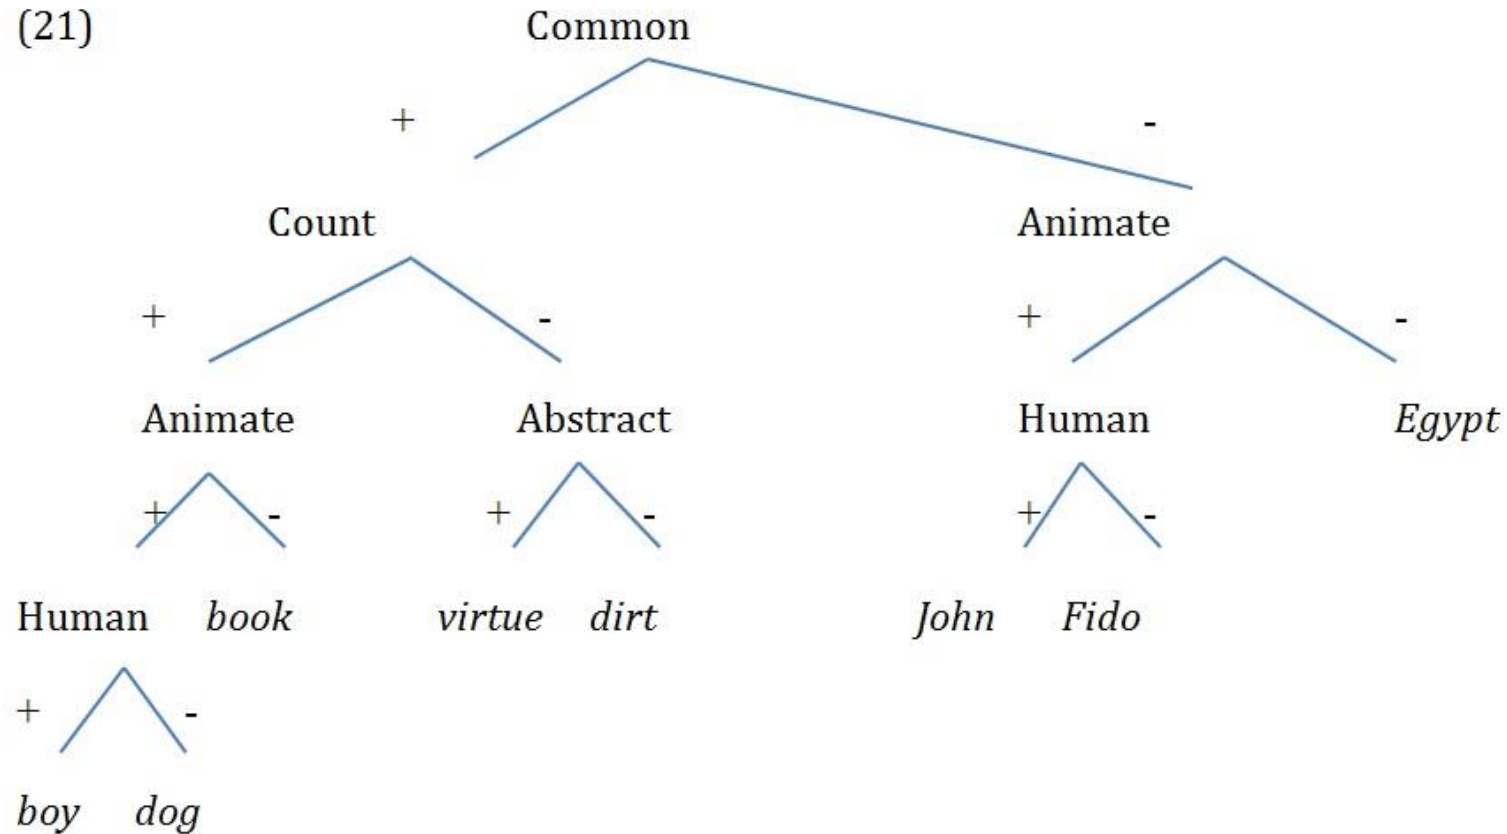 (21) Common
+ -
Count Animate
+ - + -
Animate Abstract Human Egypt
+ - + - + -
Human book virtue dirt John Fido
+ -
boy dog